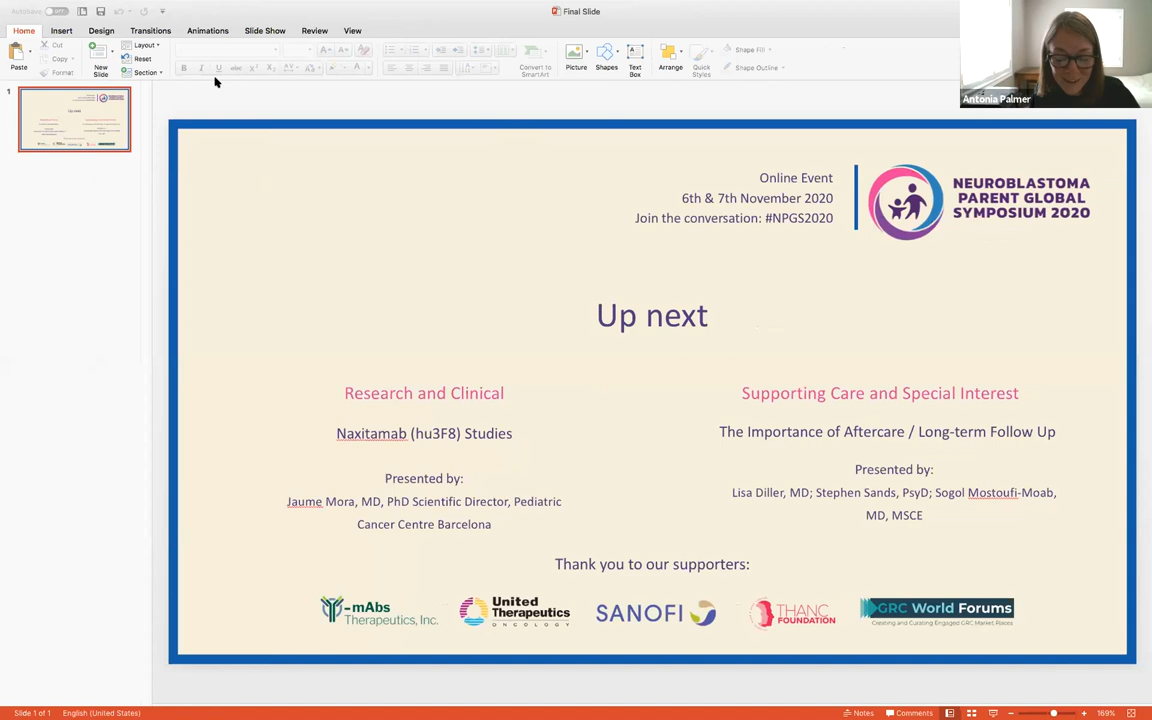 AutoSave OFF
Final Slide
Home Insert Design Transitions Animations Slide Show Review View
Paste
Cut
Copy
Format
New Slide
Layout
Reset
Section
Convert to SmartArt
Picture
Shapes
Text Box
Arrange
Quick Styles
Shape Fill
Shape Outline
Antonia Palmer
1
Online Event
6th & 7th November 2020
Join the conversation: #NPGS2020
NEUROBLASTOMA
PARENT GLOBAL
SYMPOSIUM 2020
Up next
Research and Clinical
Naxitamab (hu3F8) Studies
Presented by:
Jaume Mora, MD, PhD Scientific Director, Pediatric
Cancer Centre Barcelona
Supporting Care and Special Interest
The Importance of Aftercare / Long-term Follow Up
Presented by:
Lisa Diller, MD; Stephen Sands, PsyD; Sogol Mostoufi-Moab,
MD, MSCE
Thank you to our supporters:
Y-mAbs
Therapeutics, Inc.
United
Therapeutics
ONCOLOGY
SANOFI
THANC
FOUNDATION
GRC World Forums
Creating and Curating Engaged GRC Market Places
Slide 1 of 1 English (United States)
Notes Comments 169%